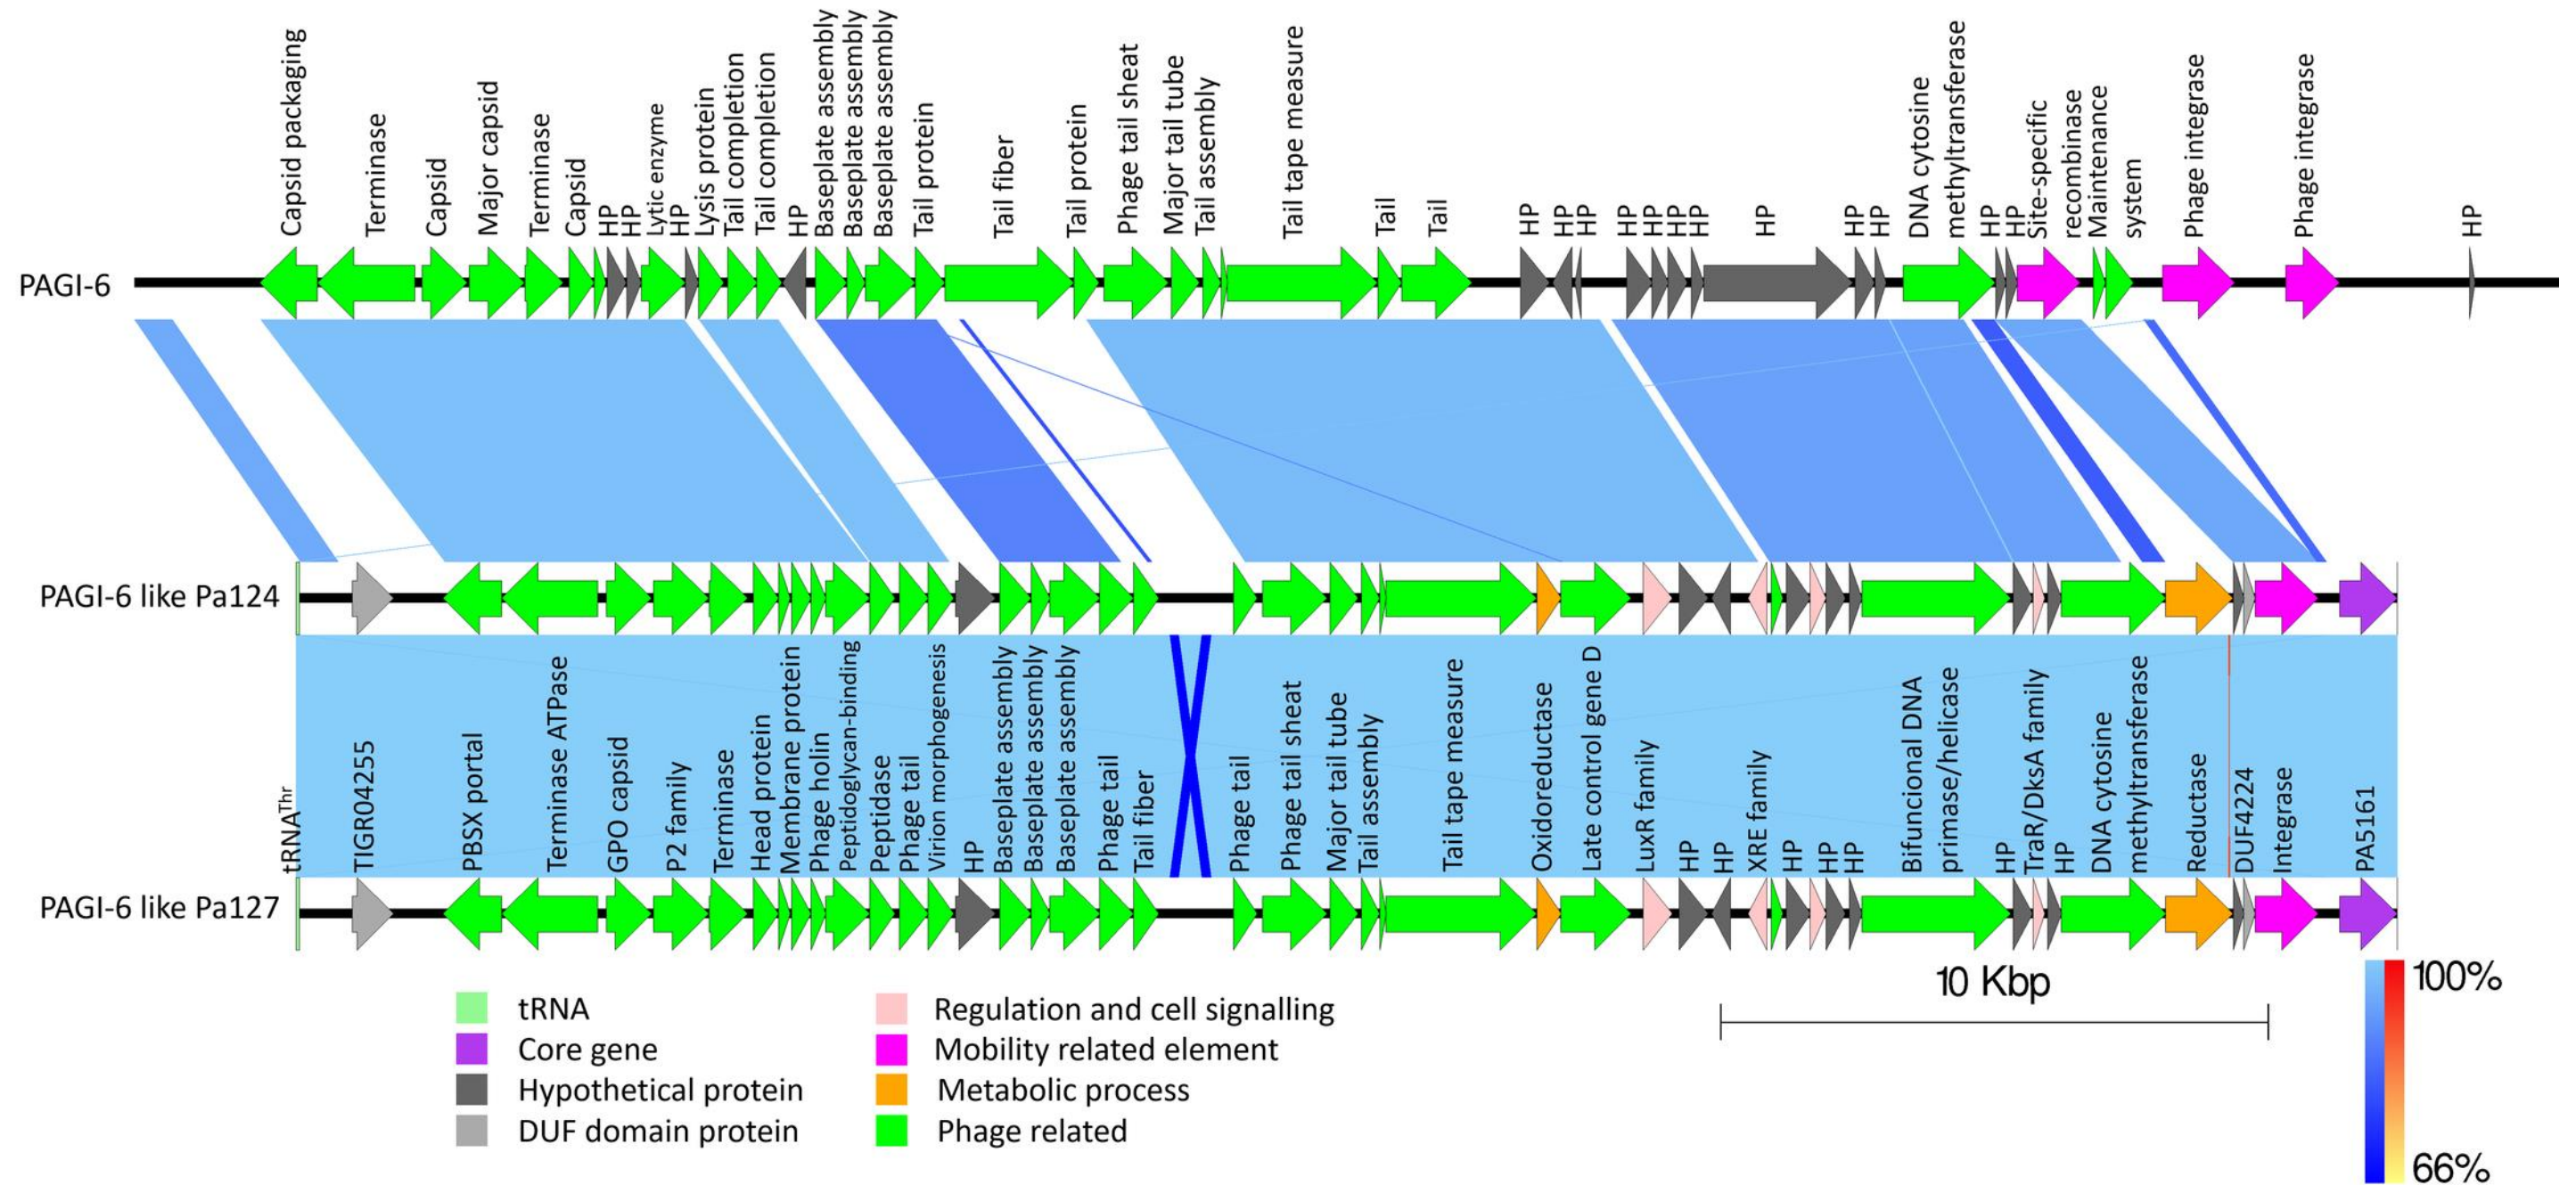 Capsid packaging
Terminase
Capsid
Major capsid
Terminase
Capsid
HP
HP
Lytic enzyme
HP
Lysis protein
Tail completion
Tail completion
HP
Baseplate assembly
Baseplate assembly
Baseplate assembly
Tail protein
Tail fiber
Tail protein
Phage tail sheat
Major tail tube
Tail assembly
Tail tape measure
Tail
Tail
HP
HP
HP
HP
HP
HP
HP
HP
HP
HP
DNA cytosine
methyltransferase
HP
HP
Site-specific
recombinase
Maintenance
system
Phage integrase
Phage integrase
HP
PAGI-6
PAGI-6 like Pa124
tRNAThr
TIGR04255
PBSX portal
Terminase ATPase
GPO capsid
P2 family
Terminase
Head protein
Membrane protein
Phage holin
Peptidoglycan-binding
Peptidase
Phage tail
Virion morphogenesis
HP
Baseplate assembly
Baseplate assembly
Baseplate assembly
Phage tail
Tail fiber
Phage tail
Phage tail sheat
Major tail tube
Tail assembly
Tail tape measure
Oxidoreductase
Late control gene D
LuxR family
HP
HP
XRE family
HP
HP
HP
Bifuncional DNA
primase/helicase
HP
TraR/DksA family
HP
DNA cytosine
methyltransferase
Reductase
DUF4224
Integrase
PA5161
PAGI-6 like Pa127
10 Kbp
100%
66%
tRNA
Core gene
Hypothetical protein
DUF domain protein
Regulation and cell signalling
Mobility related element
Metabolic process
Phage related